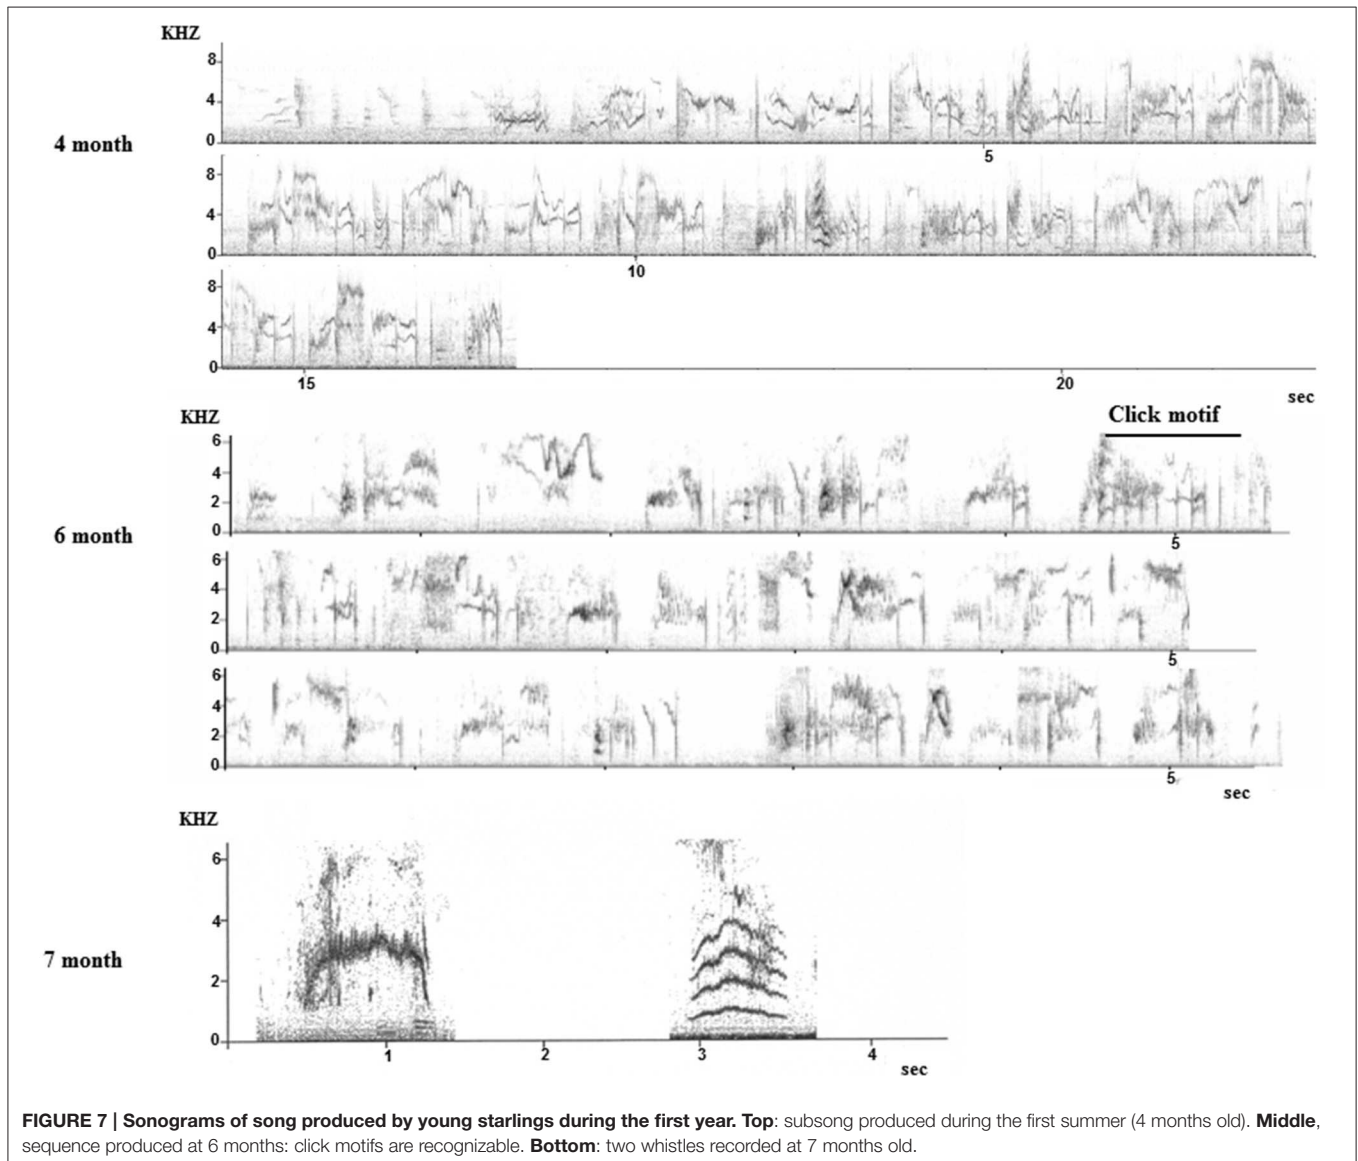 KHZ
8
4
0
4 month
5
8
4
0
10
8
4
0
15 20
sec
KHZ Click motif
6
4
2
0
6 month
5
6
4
2
0
5
6
4
2
0
5
sec
KHZ
6
4
2
0
7 month
1 2 3 4
sec
FIGURE 7 | Sonograms of song produced by young starlings during the first year. Top: subsong produced during the first summer (4 months old). Middle,
sequence produced at 6 months: click motifs are recognizable. Bottom: two whistles recorded at 7 months old.